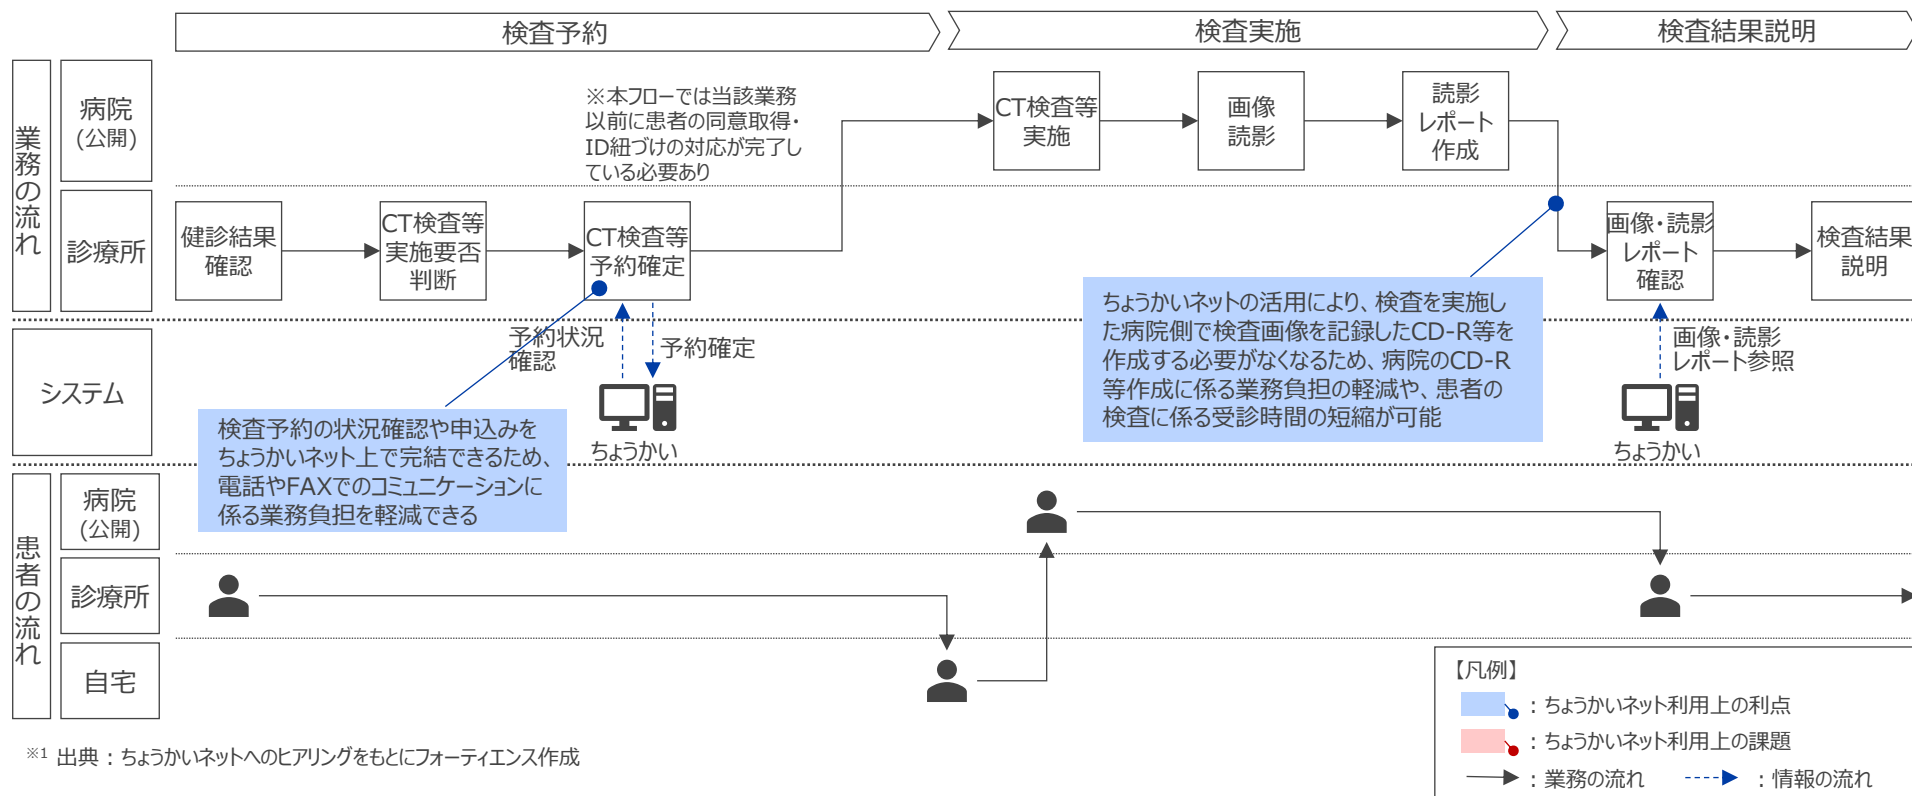 検査予約
検査実施
検査結果説明
業務の流れ
病院
(公開)
診療所
※本フローでは当該業務
以前に患者の同意取得・
ID紐づけの対応が完了し
ている必要あり
CT検査等
実施
画像
読影
読影
レポート
作成
健診結果
確認
CT検査等
実施要否
判断
CT検査等
予約確定
画像・読影
レポート
確認
検査結果
説明
ちょうかいネットの活用により、検査を実施し
た病院側で検査画像を記録したCD-R等を
作成する必要がなくなるため、病院のCD-R
等作成に係る業務負担の軽減や、患者の
検査に係る受診時間の短縮が可能
システム
予約状況
確認
予約確定
画像・読影
レポート参照
ちょうかい
ちょうかい
検査予約の状況確認や申込みを
ちょうかいネット上で完結できるため、
電話やFAXでのコミュニケーションに
係る業務負担を軽減できる
患者の流れ
病院
(公開)
診療所
自宅
【凡例】
：ちょうかいネット利用上の利点
：ちょうかいネット利用上の課題
：業務の流れ
：情報の流れ
※1 出典：ちょうかいネットへのヒアリングをもとにフォーティエンス作成